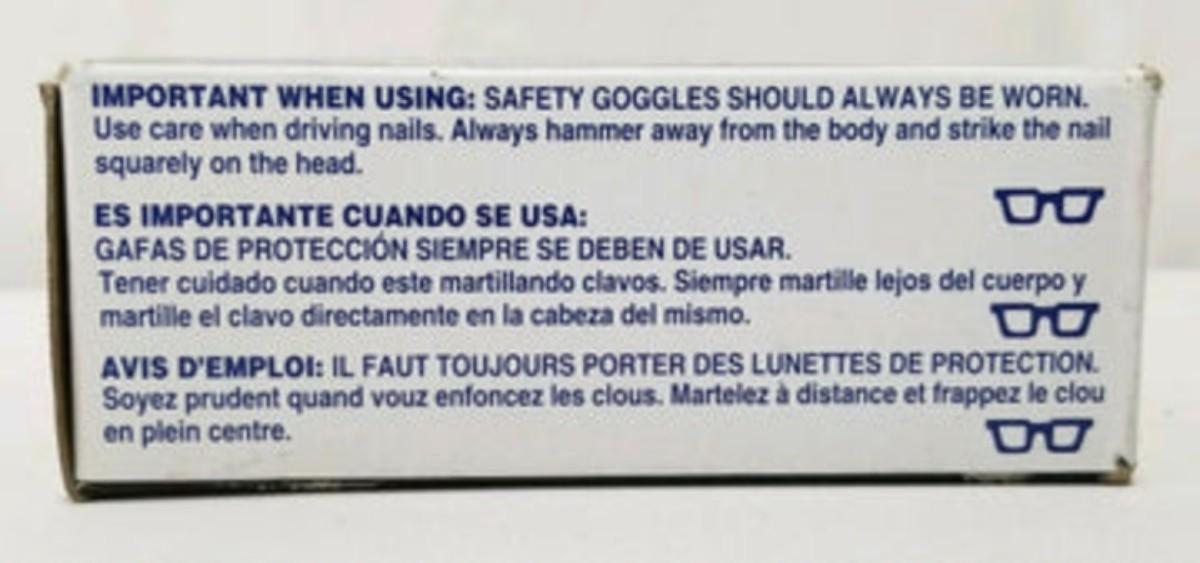 IMPORTANT WHEN USING: SAFETY GOGGLES SHOULD ALWAYS BE WORN.
Use care when driving nails. Always hammer away from the body and strike the nail
squarely on the head.
ES IMPORTANTE CUANDO SE USA:
GAFAS DE PROTECCIÓN SIEMPRE SE DEBEN DE USAR.
Tener cuidado cuando este martillando clavos. Siempre martille lejos del cuerpo y
martille el clavo directamente en la cabeza del mismo.
AVIS D'EMPLOI: IL FAUT TOUJOURS PORTER DES LUNETTES DE PROTECTION.
Soyez prudent quand vouz enfoncez les clous. Martelez à distance et frappez le clou
en plein centre.